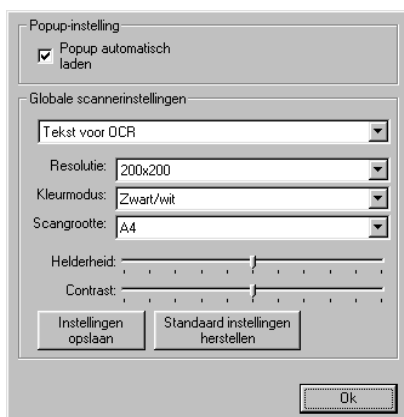 Popup-instelling
Popup automatisch
laden
Globale scannerinstellingen
Tekst voor OCR
Resolutie: 200x200
Kleurmodus: Zwart/wit
Scangrootte: A4
Helderheid:
Contrast:
Instellingen
opslaan
Standaard instellingen
herstellen
Ok